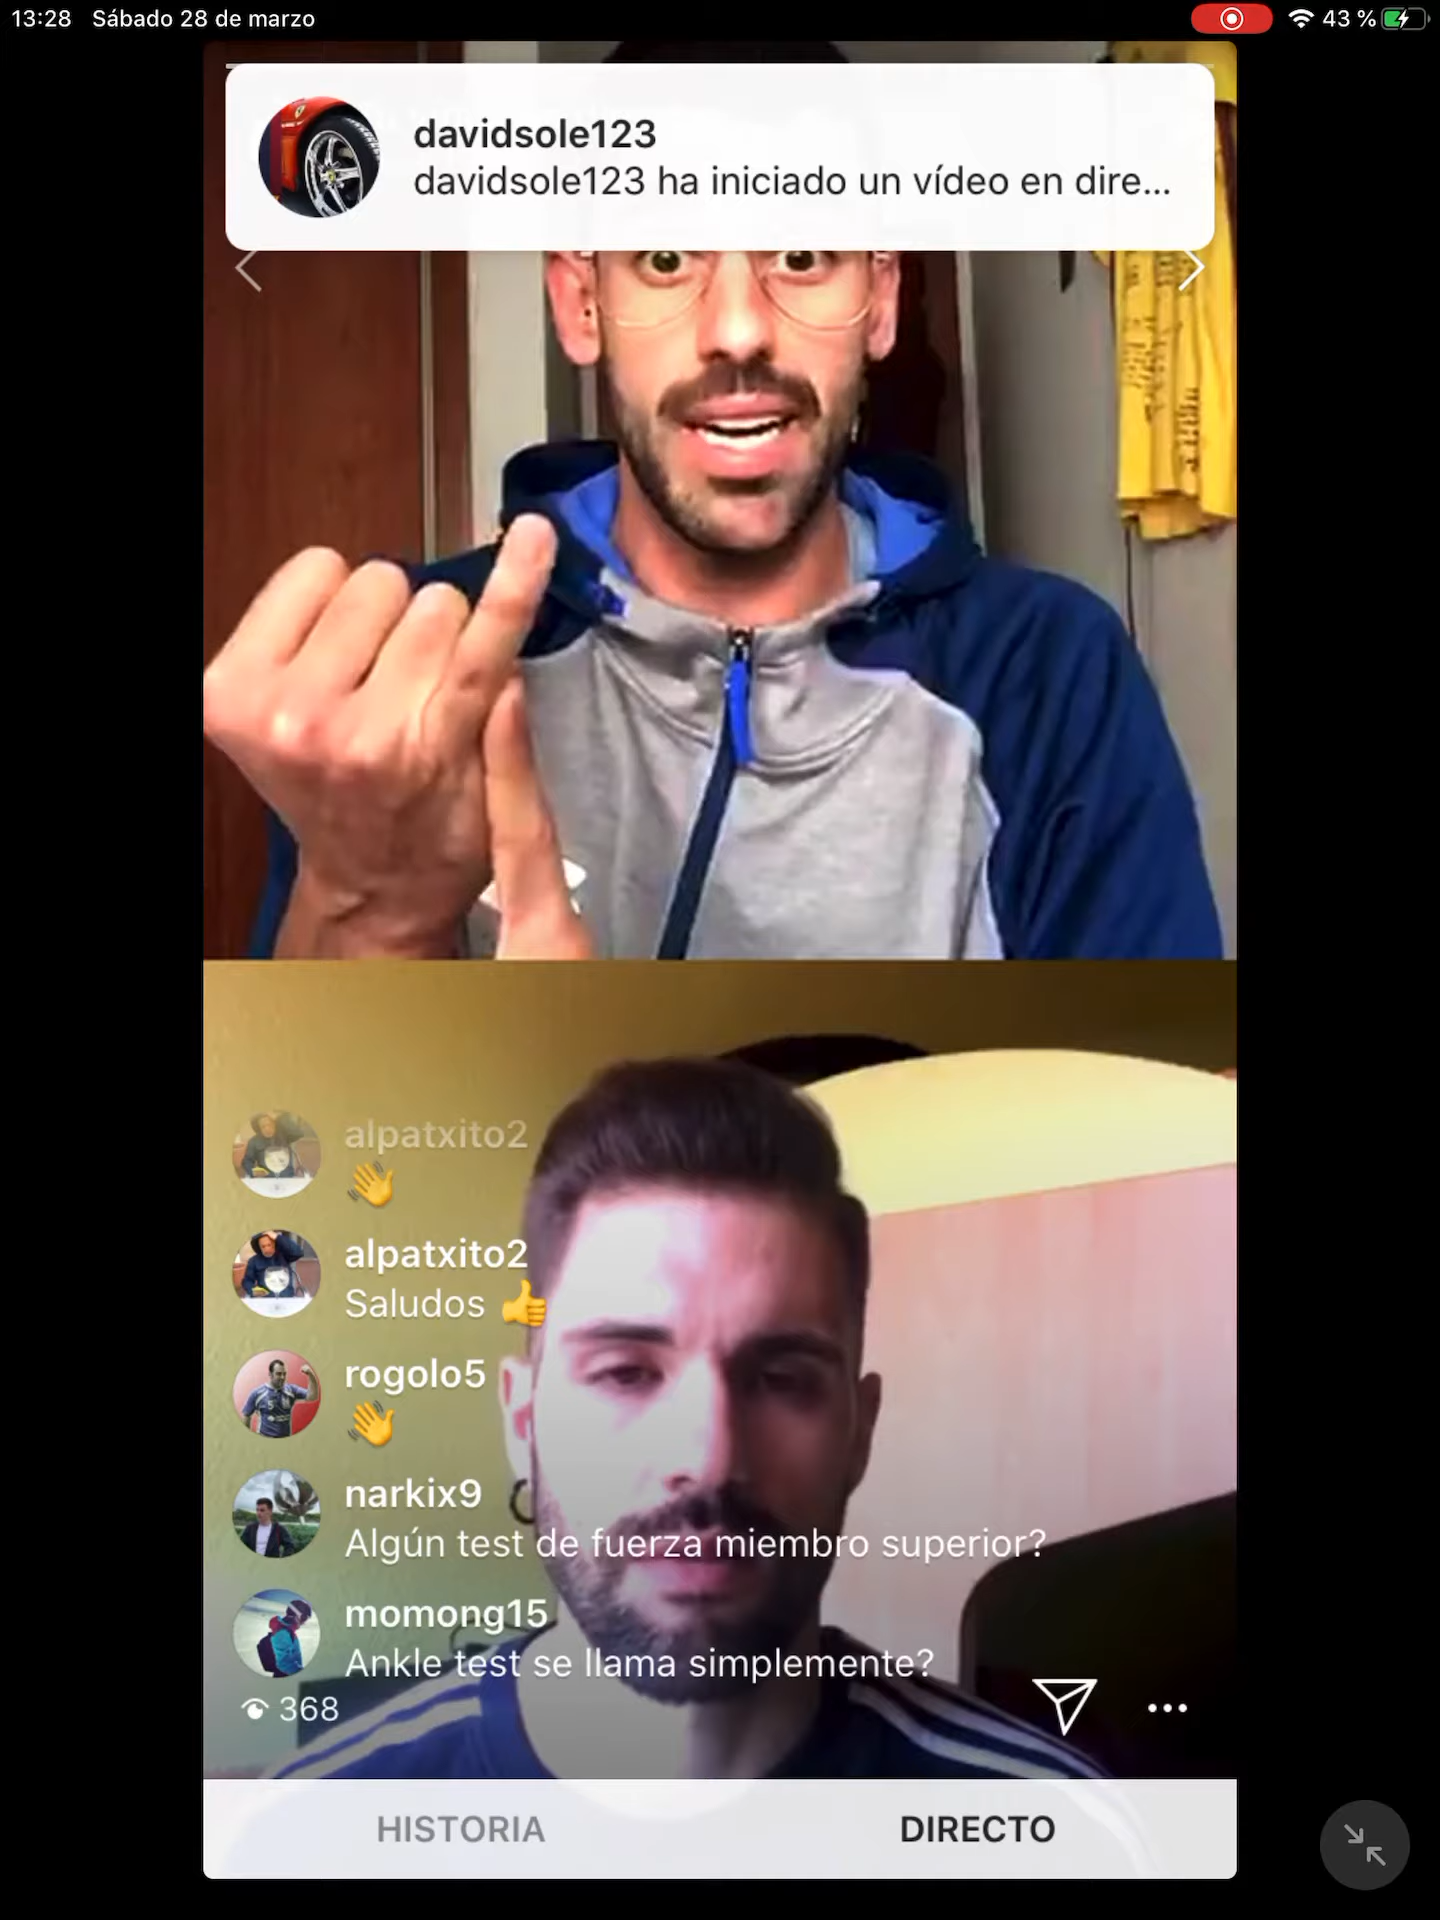 13:28 Sábado 28 de marzo
43 %
davidsole123
davidsole123 ha iniciado un vídeo en dire...
alpatxito2
👋
alpatxito2
Saludos 👍
rogolo5
👋
narkix9
Algún test de fuerza miembro superior?
momong15
Ankle test se llama simplemente?
368
HISTORIA
DIRECTO